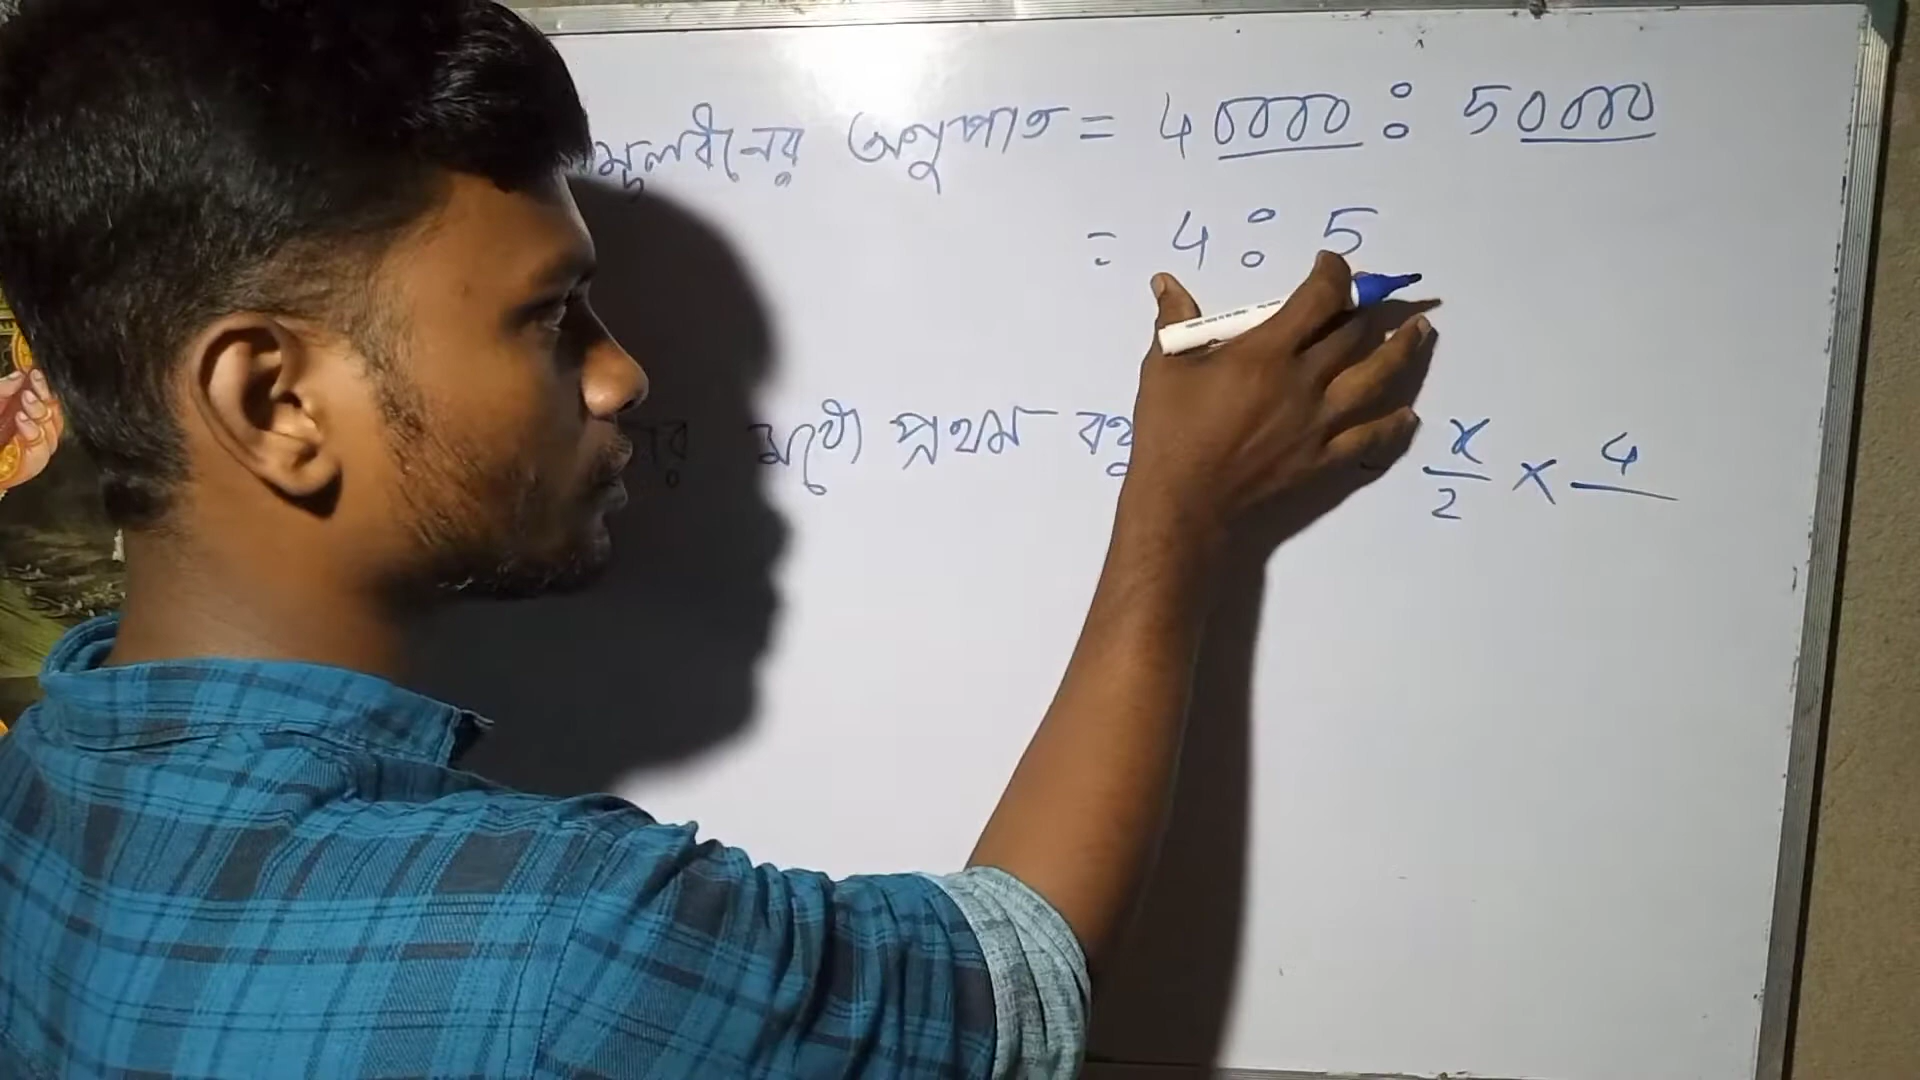 মূলধনের অনুপাত = 40000 : 50000
= 4 : 5
মধ্যে প্রথম বন্ধু x/2 × 4/